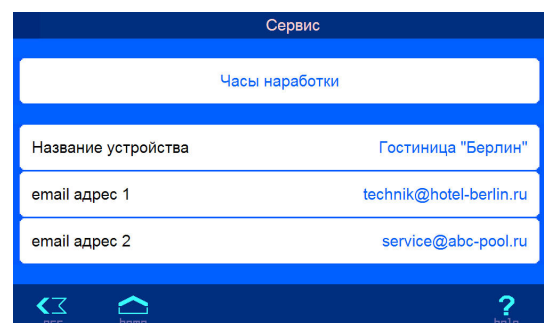 Сервис
Часы наработки
Название устройства Гостиница "Берлин"
email адрес 1 technik@hotel-berlin.ru
email адрес 2 service@abc-pool.ru
?